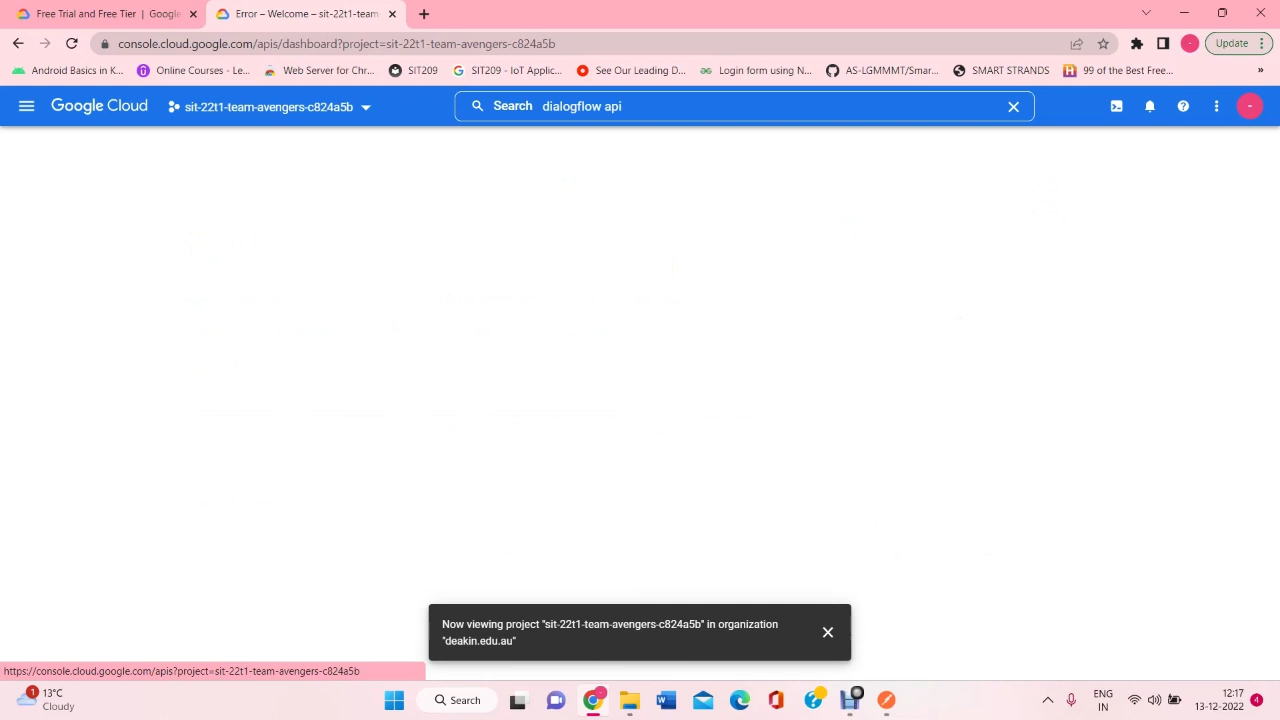 Free Trial and Free Tier | Google
Error – Welcome – sit-22t1-team
console.cloud.google.com/apis/dashboard?project=sit-22t1-team-avengers-c824a5b
Update
Android Basics in K...
Online Courses - Le...
Web Server for Chr...
SIT209
SIT209 - IoT Applic...
See Our Leading D...
Login form using N...
AS-LGMMMT/Smar...
SMART STRANDS
99 of the Best Free...
»
Google Cloud
sit-22t1-team-avengers-c824a5b
Search dialogflow api
Now viewing project "sit-22t1-team-avengers-c824a5b" in organization
"deakin.edu.au"
https://console.cloud.google.com/apis?project=sit-22t1-team-avengers-c824a5b
1
13°C
Cloudy
Search
ENG
IN
12:17
13-12-2022
4